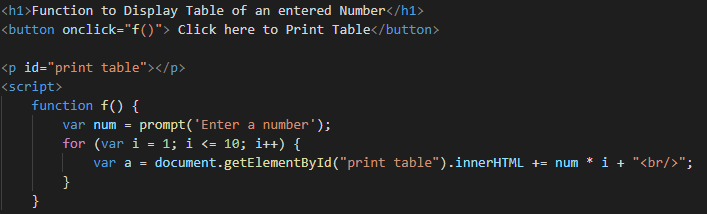 <h1>Function to Display Table of an entered Number</h1>
<button onclick="f()"> Click here to Print Table</button>
<p id="print table"></p>
<script>
function f() {
var num = prompt('Enter a number');
for (var i = 1; i <= 10; i++) {
var a = document.getElementById("print table").innerHTML += num * i + "<br/>";
}
}